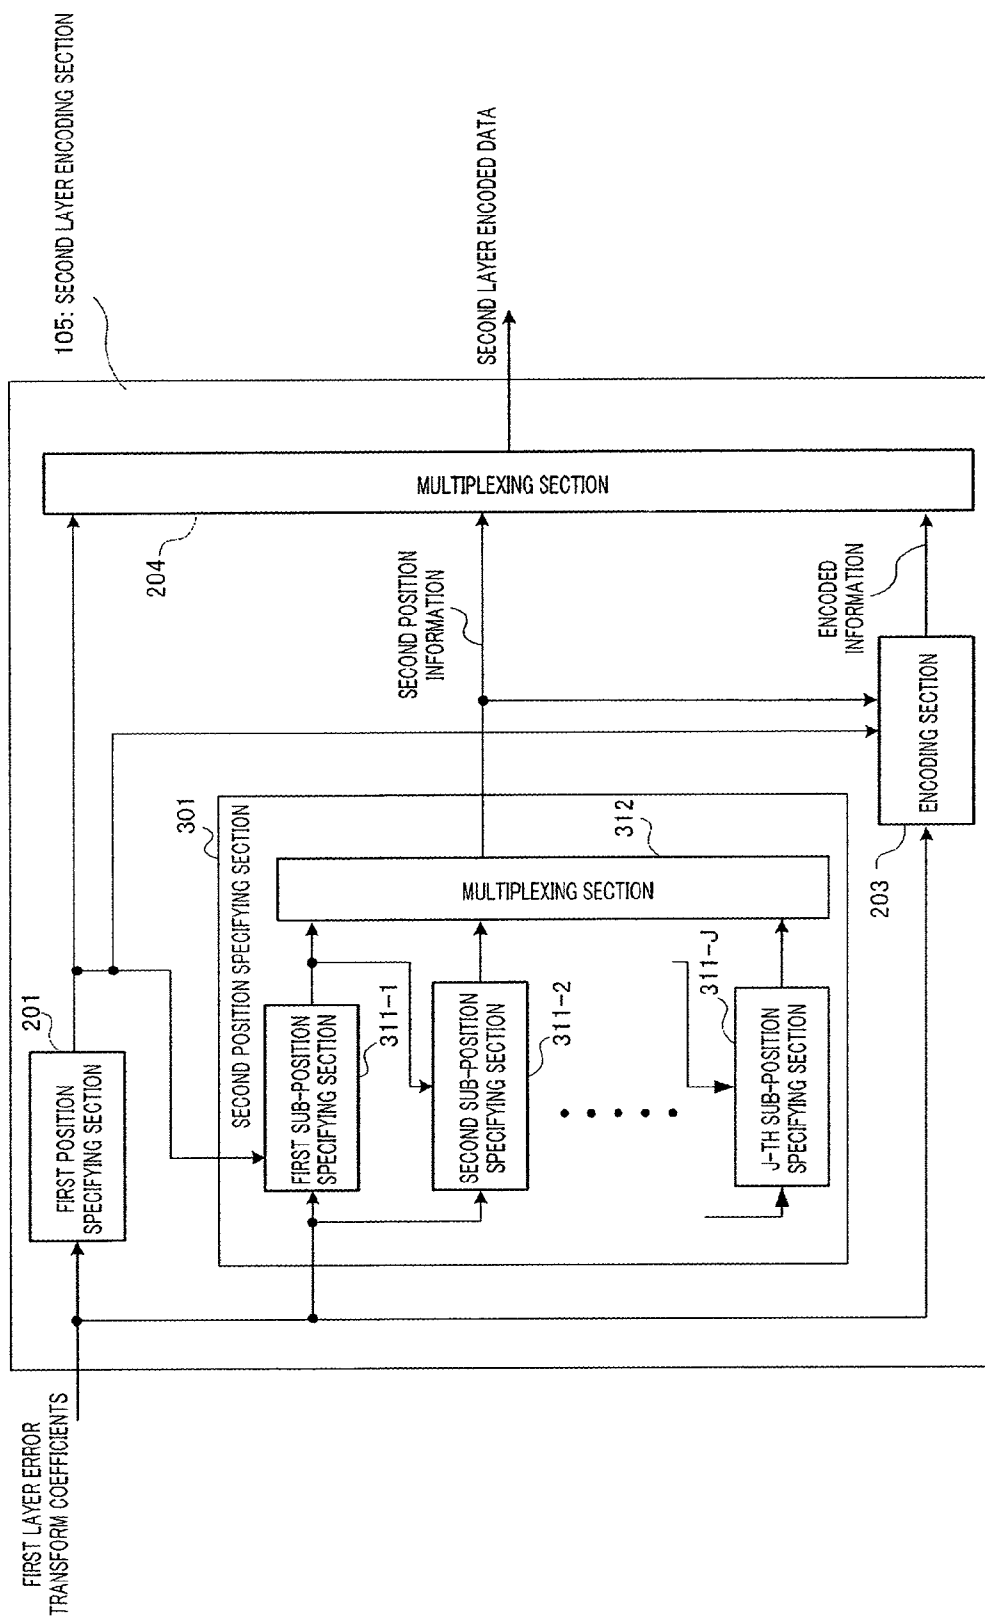 105: SECOND LAYER ENCODING SECTION
FIRST LAYER ERROR
TRANSFORM COEFFICIENTS
201
FIRST POSITION
SPECIFYING SECTION
301
SECOND POSITION SPECIFYING SECTION
FIRST SUB-POSITION
SPECIFYING SECTION
311-1
SECOND SUB-POSITION
SPECIFYING SECTION
311-2
J-TH SUB-POSITION
SPECIFYING SECTION
311-J
MULTIPLEXING SECTION
312
SECOND POSITION
INFORMATION
ENCODING SECTION
203
ENCODED
INFORMATION
204
MULTIPLEXING SECTION
SECOND LAYER ENCODED DATA